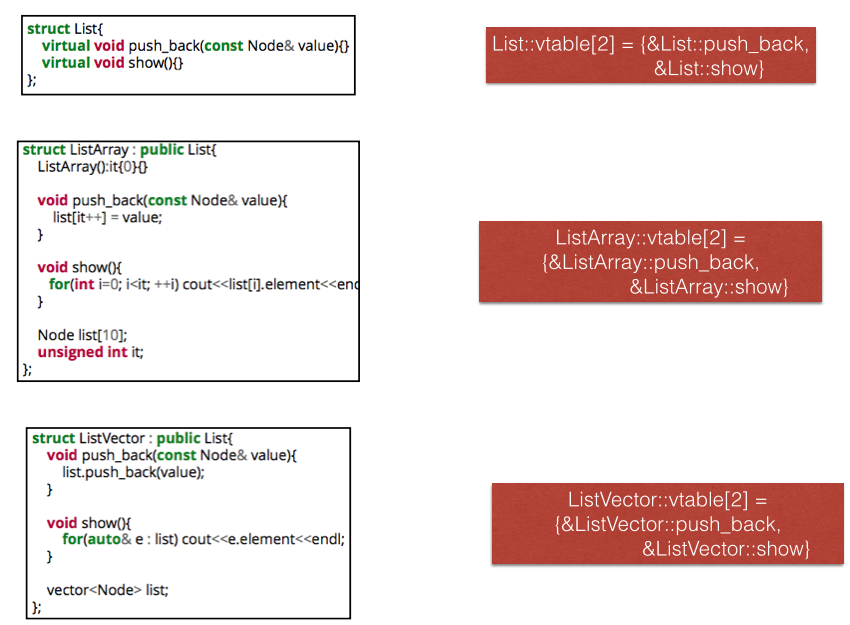 struct List{
virtual void push_back(const Node& value){}
virtual void show(){}
};
List::vtable[2] = {&List::push_back,
&List::show}
struct ListArray : public List{
ListArray():it{0}{}
void push_back(const Node& value){
list[it++] = value;
}
void show(){
for(int i=0; i<it; ++i) cout<<list[i].element<<end
}
Node list[10];
unsigned int it;
};
ListArray::vtable[2] =
{&ListArray::push_back,
&ListArray::show}
struct ListVector : public List{
void push_back(const Node& value){
list.push_back(value);
}
void show(){
for(auto& e : list) cout<<e.element<<endl;
}
vector<Node> list;
};
ListVector::vtable[2] =
{&ListVector::push_back,
&ListVector::show}